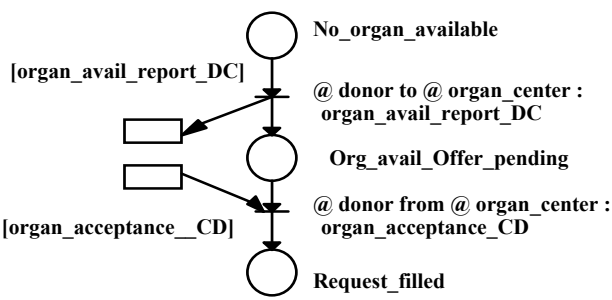 No_organ_available
[organ_avail_report_DC]
@ donor to @ organ_center :
organ_avail_report_DC
Org_avail_Offer_pending
@ donor from @ organ_center :
[organ_acceptance__CD]
organ_acceptance_CD
Request_filled